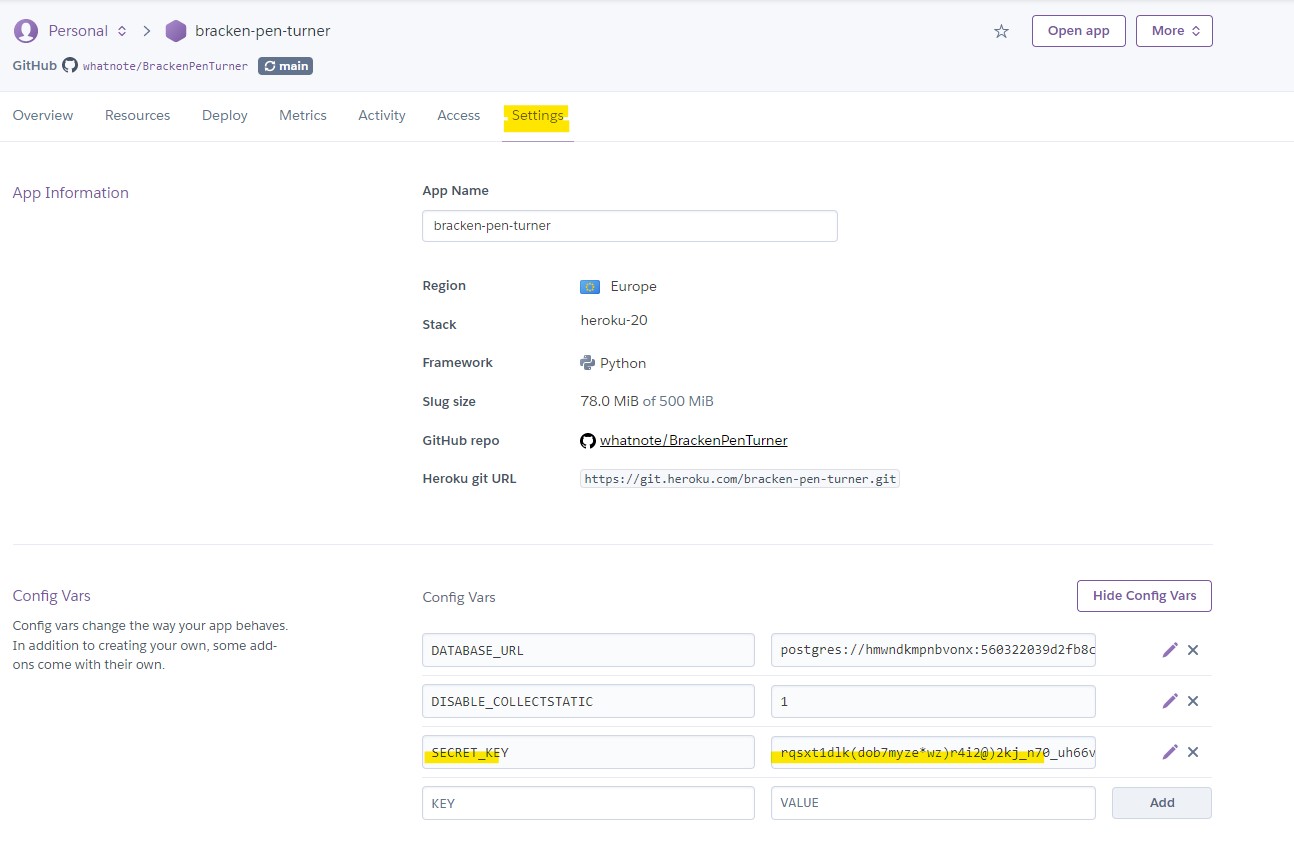 Personal bracken-pen-turner Open app More
GitHub whatnote/BrackenPenTurner main
Overview Resources Deploy Metrics Activity Access Settings
App Information
App Name
bracken-pen-turner
Region Europe
Stack heroku-20
Framework Python
Slug size 78.0 MiB of 500 MiB
GitHub repo whatnote/BrackenPenTurner
Heroku git URL https://git.heroku.com/bracken-pen-turner.git
Config Vars
Config vars change the way your app behaves.
In addition to creating your own, some add-
ons come with their own.
Config Vars Hide Config Vars
DATABASE_URL postgres://hmwndkmpnbvonx:560322039d2fb8c
DISABLE_COLLECTSTATIC 1
SECRET_KEY rqsxt1dlk(dob7myze*wz)r4i2@)2kj_n70_uh66v
KEY VALUE Add